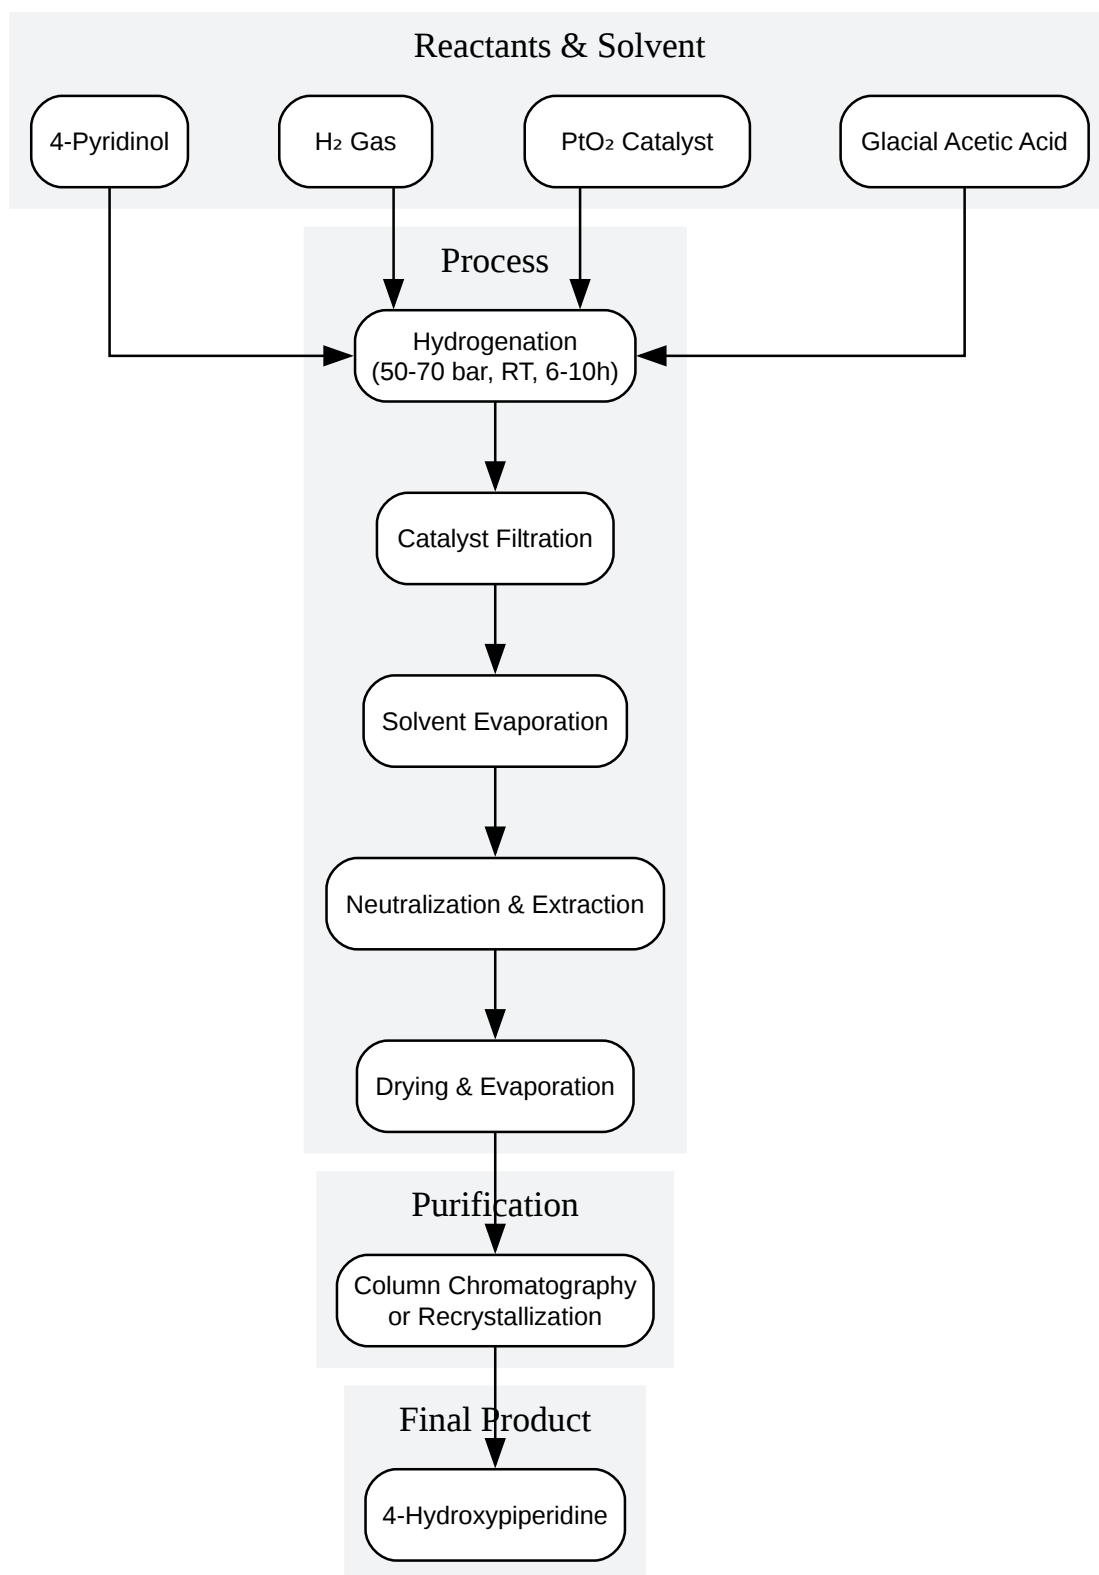 Reactants & Solvent
4-Pyridinol
H₂ Gas
PtO₂ Catalyst
Glacial Acetic Acid
Process
Hydrogenation
(50-70 bar, RT, 6-10h)
Catalyst Filtration
Solvent Evaporation
Neutralization & Extraction
Drying & Evaporation
Purification
Column Chromatography
or Recrystallization
Final Product
4-Hydroxypiperidine